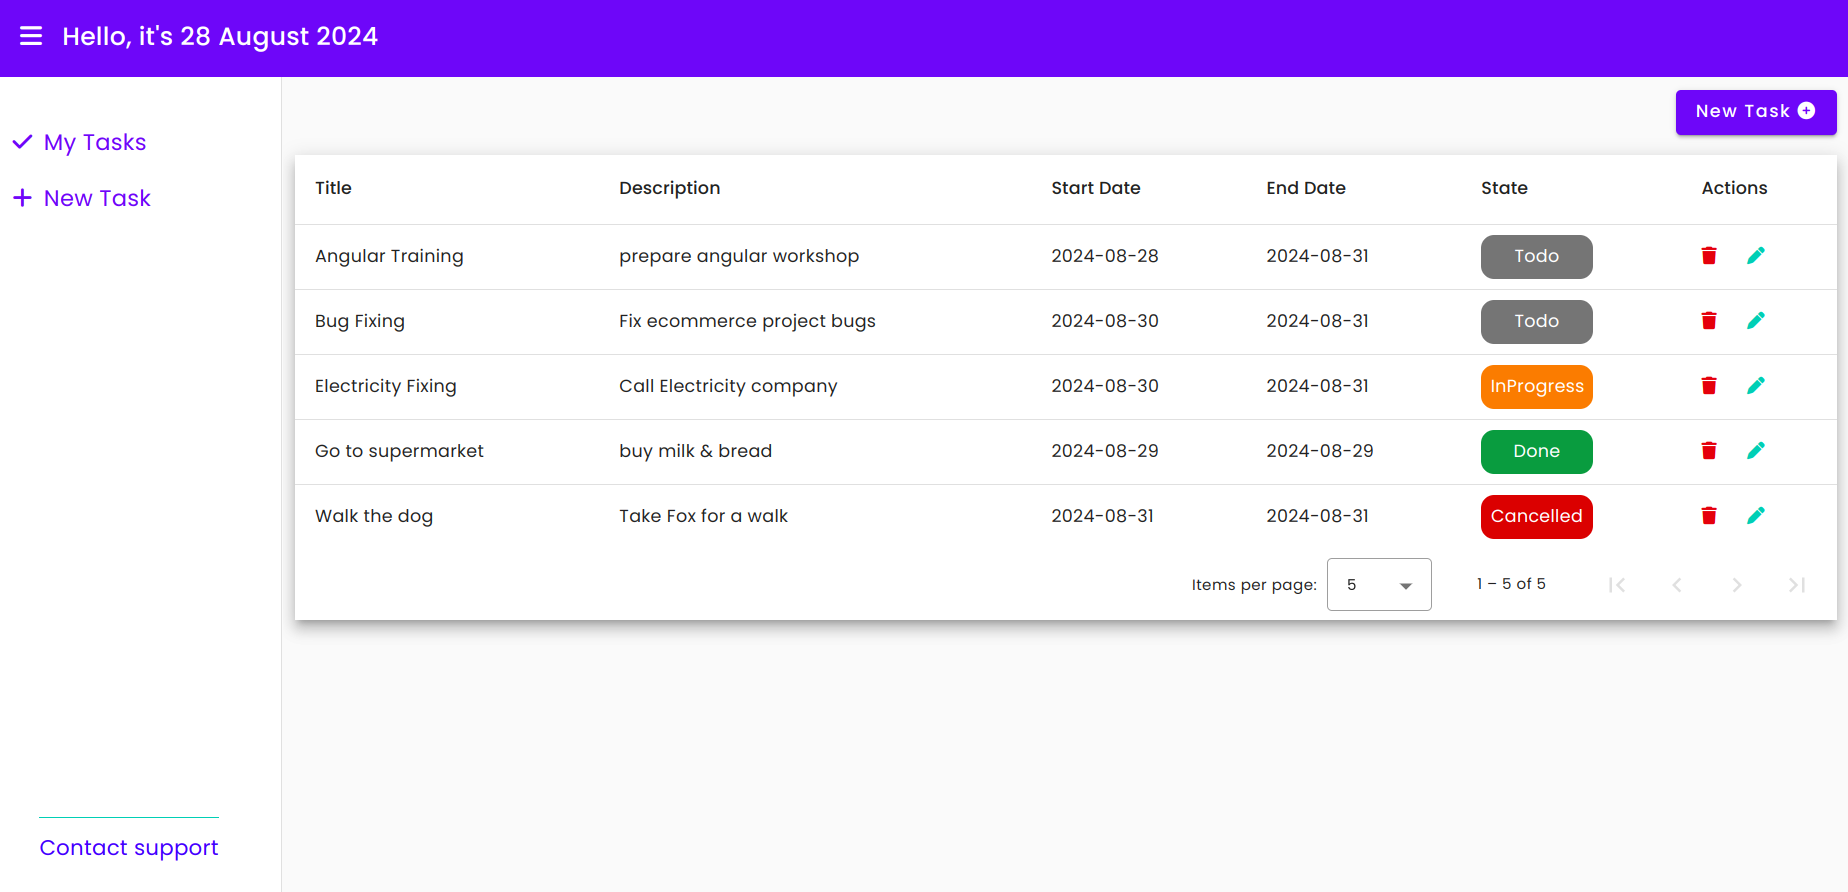 Hello, it's 28 August 2024
My Tasks
New Task
Contact support
New Task
Title Description Start Date End Date State Actions
Angular Training prepare angular workshop 2024-08-28 2024-08-31 Todo
Bug Fixing Fix ecommerce project bugs 2024-08-30 2024-08-31 Todo
Electricity Fixing Call Electricity company 2024-08-30 2024-08-31 InProgress
Go to supermarket buy milk & bread 2024-08-29 2024-08-29 Done
Walk the dog Take Fox for a walk 2024-08-31 2024-08-31 Cancelled
Items per page: 5 1 – 5 of 5